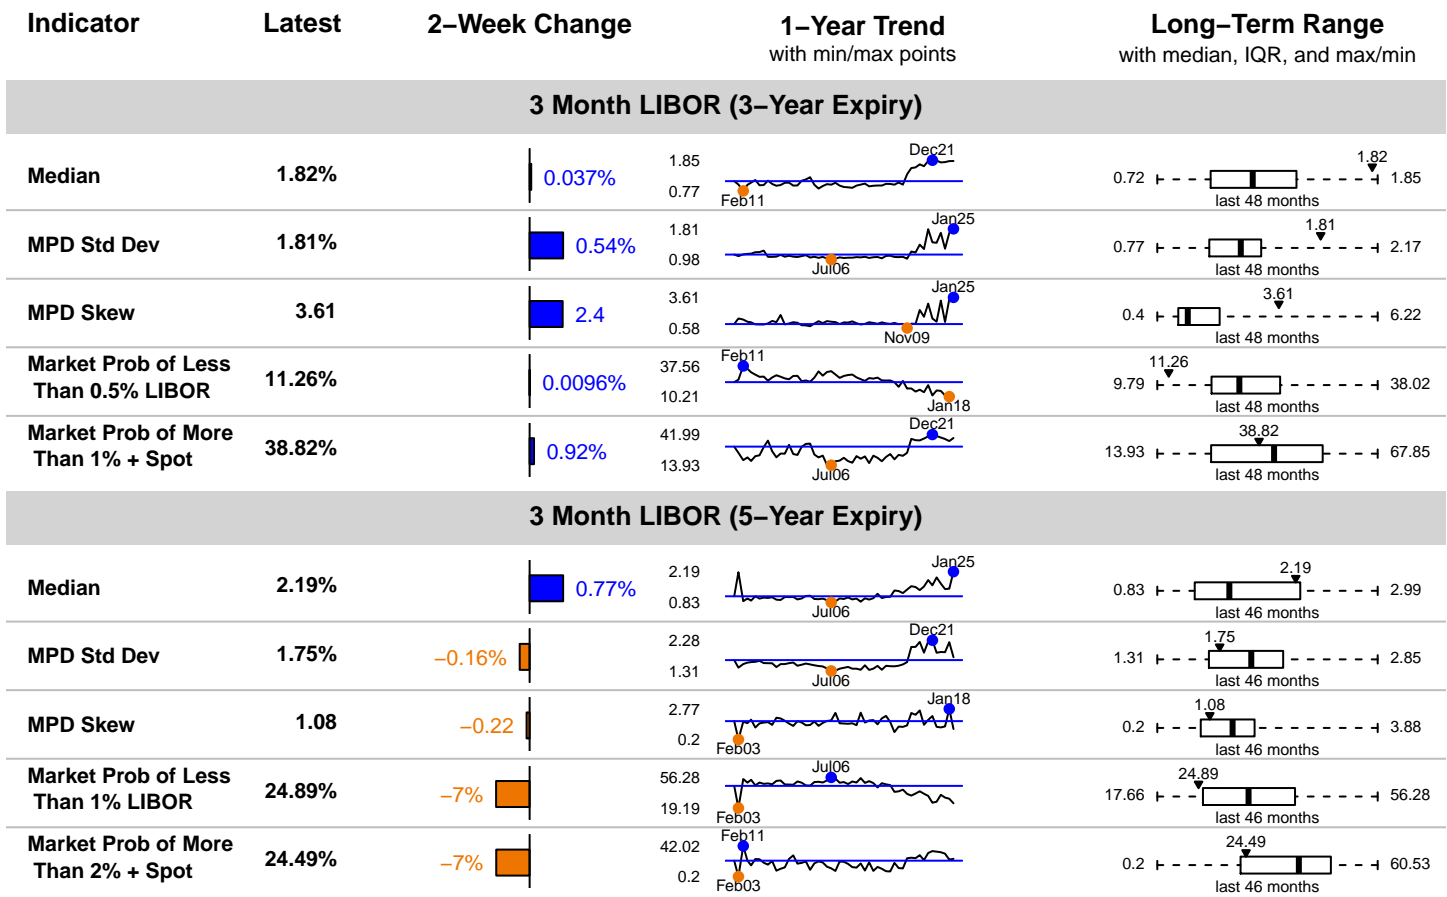 Indicator Latest 2–Week Change 1–Year Trend Long–Term Range
with min/max points with median, IQR, and max/min
3 Month LIBOR (3–Year Expiry)
Median 1.82% 0.037% 1.85 0.77 Dec21 Feb11 0.72 1.82 1.85
last 48 months
MPD Std Dev 1.81% 0.54% 1.81 0.98 Jan25 Jul06 0.77 1.81 2.17
last 48 months
MPD Skew 3.61 2.4 3.61 0.58 Jan25 Nov09 0.4 3.61 6.22
last 48 months
Market Prob of Less
Than 0.5% LIBOR 11.26% 0.0096% 37.56 10.21 Feb11 Jan18 9.79 11.26 38.02
last 48 months
Market Prob of More
Than 1% + Spot 38.82% 0.92% 41.99 13.93 Dec21 Jul06 13.93 38.82 67.85
last 48 months
3 Month LIBOR (5–Year Expiry)
Median 2.19% 0.77% 2.19 0.83 Jan25 Jul06 0.83 2.19 2.99
last 46 months
MPD Std Dev 1.75% −0.16% 2.28 1.31 Dec21 Jul06 1.31 1.75 2.85
last 46 months
MPD Skew 1.08 −0.22 2.77 0.2 Jan18 Feb03 0.2 1.08 3.88
last 46 months
Market Prob of Less
Than 1% LIBOR 24.89% −7% 56.28 19.19 Jul06 Feb03 17.66 24.89 56.28
last 46 months
Market Prob of More
Than 2% + Spot 24.49% −7% 42.02 0.2 Feb11 Feb03 0.2 24.49 60.53
last 46 months